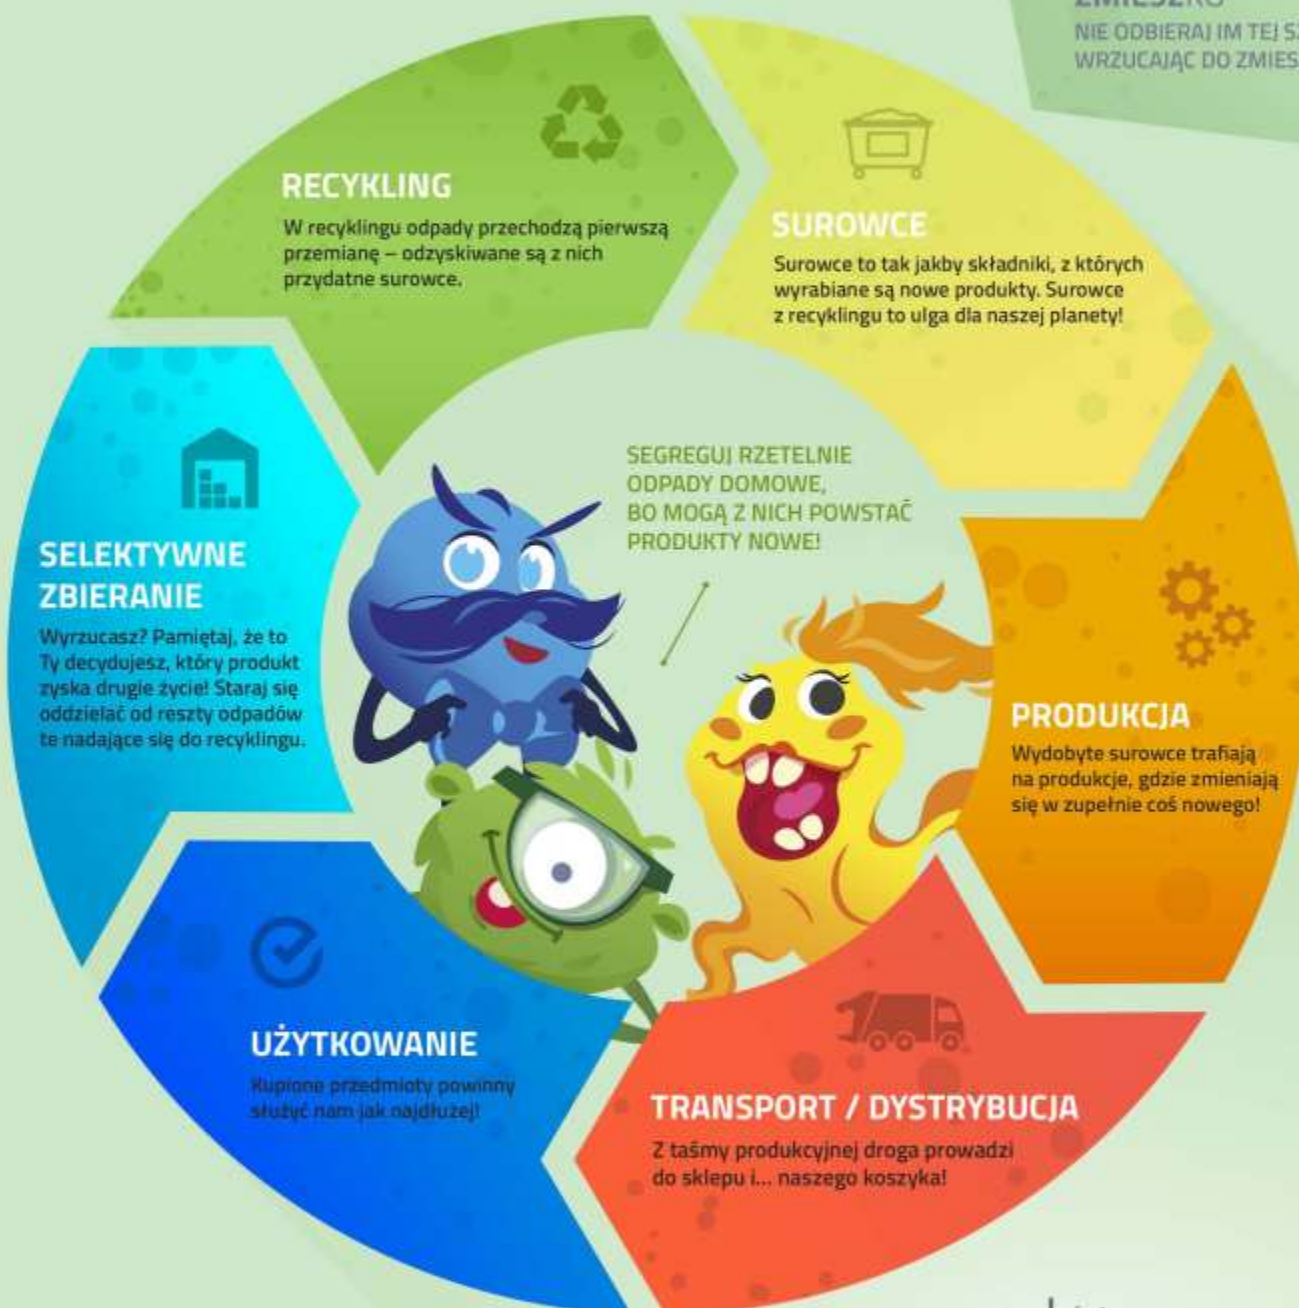 ZMIESZKO
NIE ODBIERAJ IM TEJ
WRZUCAJĄC DO
RECYKLING
W recyklingu odpady przechodzą pierwszą
przemianę – odzyskiwane są z nich
przydatne surowce.
SUROWCE
Surowce to tak jakby składniki, z których
wyrabiane są nowe produkty. Surowce
z recyklingu to ulga dla naszej planety!
SEGREGUJ RZETELNIE
ODPADY DOMOWE,
BO MOGĄ Z NICH POWSTAĆ
PRODUKTY NOWE!
SELEKTYWNE
ZBIERANIE
Wyrzucasz? Pamiętaj, że to
Ty decydujesz, który produkt
zyska drugie życie! Staraj się
oddzielać od reszty odpadów
te nadające się do recyklingu.
PRODUKCJA
Wydobyte surowce trafiają
na produkcje, gdzie zmieniają
się w zupełnie coś nowego!
UŻYTKOWANIE
Kupione przedmioty powinny
służyć nam jak najdłużej!
TRANSPORT / DYSTRYBUCJA
Z taśmy produkcyjnej droga prowadzi
do sklepu i... naszego koszyka!